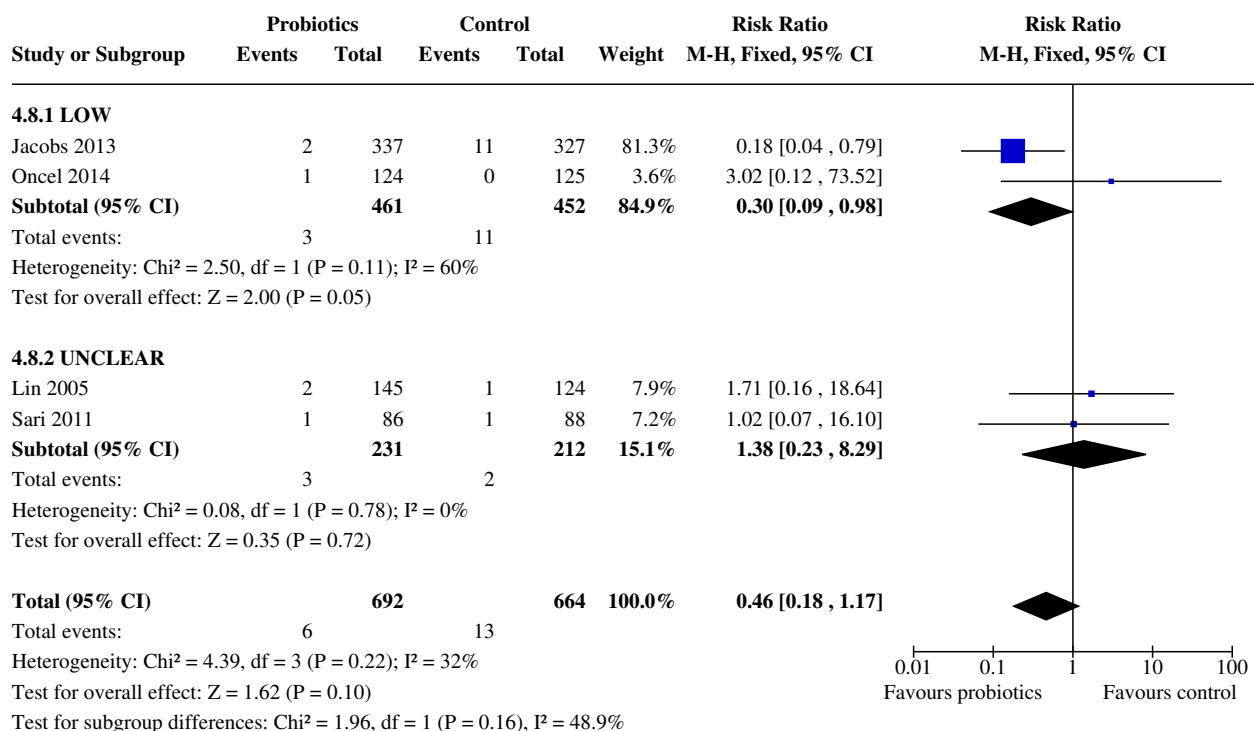 Probiotics Control Risk Ratio Risk Ratio
Study or Subgroup Events Total Events Total Weight M-H, Fixed, 95% CI M-H, Fixed, 95% CI
4.8.1 LOW
Jacobs 2013 2 337 11 327 81.3% 0.18 [0.04 , 0.79]
Oncel 2014 1 124 0 125 3.6% 3.02 [0.12 , 73.52]
Subtotal (95% CI) 461 452 84.9% 0.30 [0.09 , 0.98]
Total events: 3 11
Heterogeneity: Chi² = 2.50, df = 1 (P = 0.11); I² = 60%
Test for overall effect: Z = 2.00 (P = 0.05)
4.8.2 UNCLEAR
Lin 2005 2 145 1 124 7.9% 1.71 [0.16 , 18.64]
Sari 2011 1 86 1 88 7.2% 1.02 [0.07 , 16.10]
Subtotal (95% CI) 231 212 15.1% 1.38 [0.23 , 8.29]
Total events: 3 2
Heterogeneity: Chi² = 0.08, df = 1 (P = 0.78); I² = 0%
Test for overall effect: Z = 0.35 (P = 0.72)
Total (95% CI) 692 664 100.0% 0.46 [0.18 , 1.17]
Total events: 6 13
Heterogeneity: Chi² = 4.39, df = 3 (P = 0.22); I² = 32%
0.01 0.1 1 10 100
Test for overall effect: Z = 1.62 (P = 0.10) Favours probiotics Favours control
Test for subgroup differences: Chi² = 1.96, df = 1 (P = 0.16), I² = 48.9%